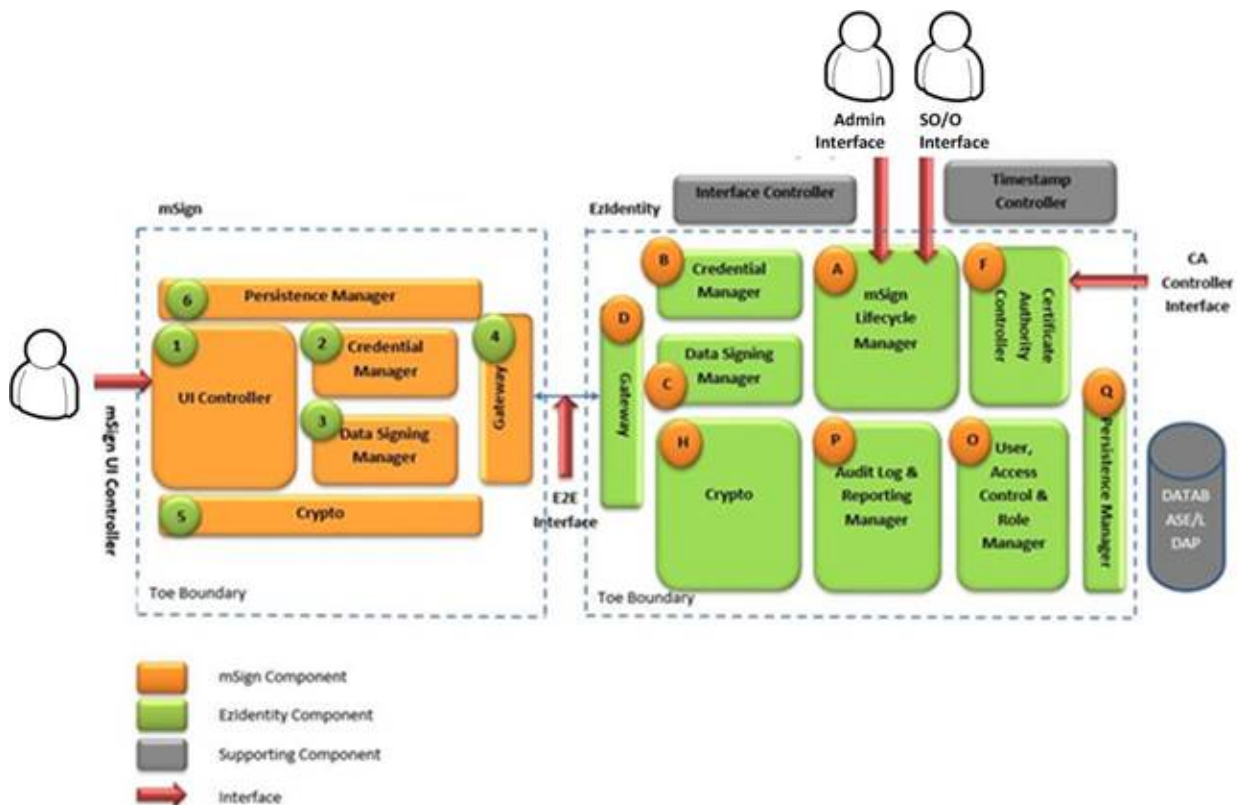 Admin
Interface
SO/O
Interface
mSign
EzIdentity
Interface Controller
Timestamp
Controller
6
Persistence Manager
1
UI Controller
2
Credential
Manager
3
Data Signing
Manager
4
Gateway
5
Crypto
Toe Boundary
mSign UI Controller
E2E
Interface
B
Credential
Manager
A
mSign
Lifecycle
Manager
F
Certificate
Authority
Controller
CA
Controller
Interface
D
Gateway
C
Data Signing
Manager
H
Crypto
P
Audit Log &
Reporting
Manager
O
User,
Access
Control &
Role
Manager
Q
Persistence Manager
DATAB
ASE/L
DAP
Toe Boundary
mSign Component
EzIdentity Component
Supporting Component
Interface